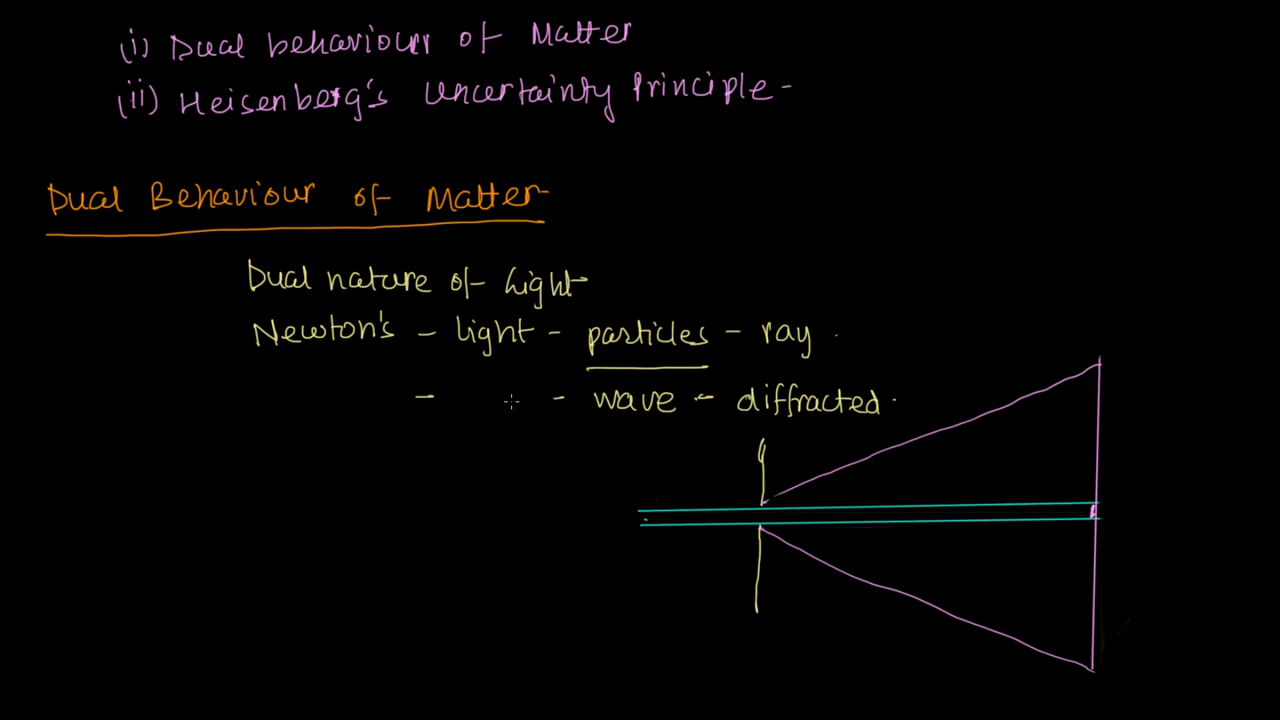 (i) Dual behaviour of Matter
(ii) Heisenberg's Uncertainty Principle -
Dual Behaviour of Matter
Dual nature of Light
Newton's - light - particles - ray .
- - wave - diffracted .